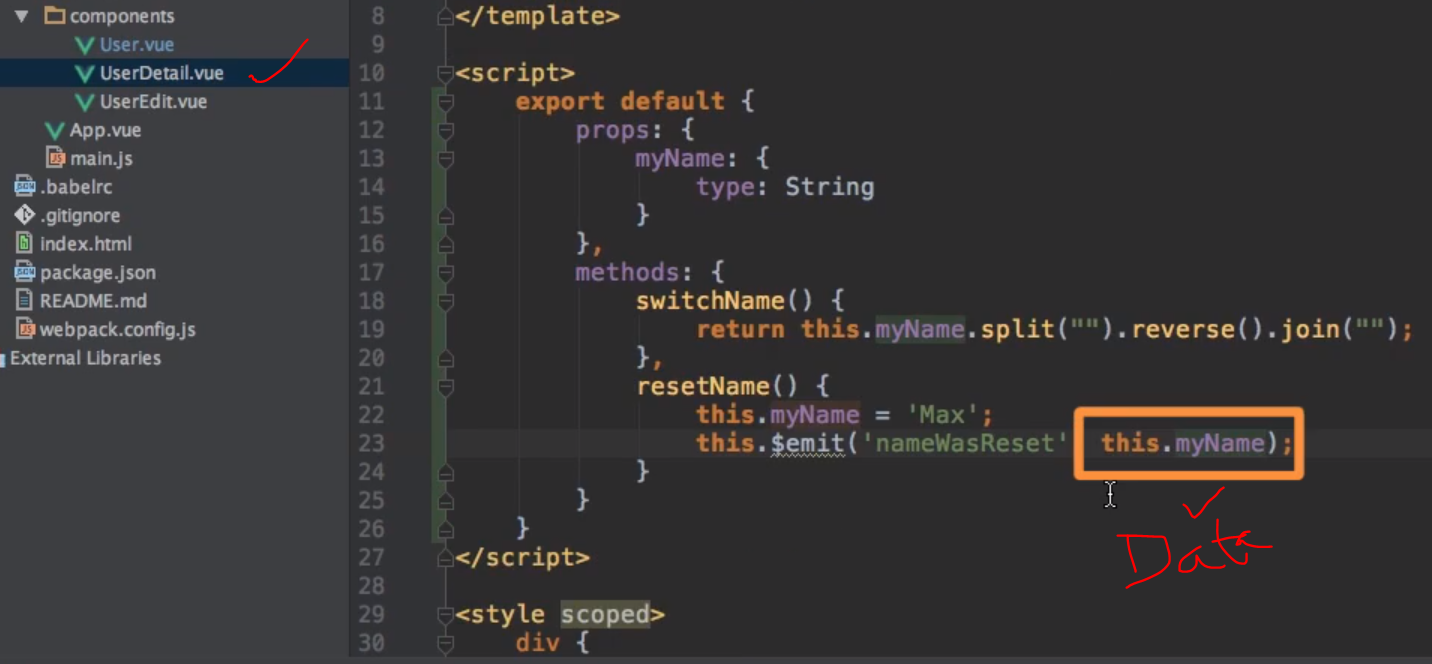 components
User.vue
UserDetail.vue
UserEdit.vue
App.vue
main.js
.babelrc
.gitignore
index.html
package.json
README.md
webpack.config.js
External Libraries
8 </template>
9
10 <script>
11 export default {
12 props: {
13 myName: {
14 type: String
15 }
16 },
17 methods: {
18 switchName() {
19 return this.myName.split("").reverse().join("");
20 },
21 resetName() {
22 this.myName = 'Max';
23 this.$emit('nameWasReset' this.myName);
24 }
25 }
26 }
27 </script>
28
29 <style scoped>
30 div {
Data